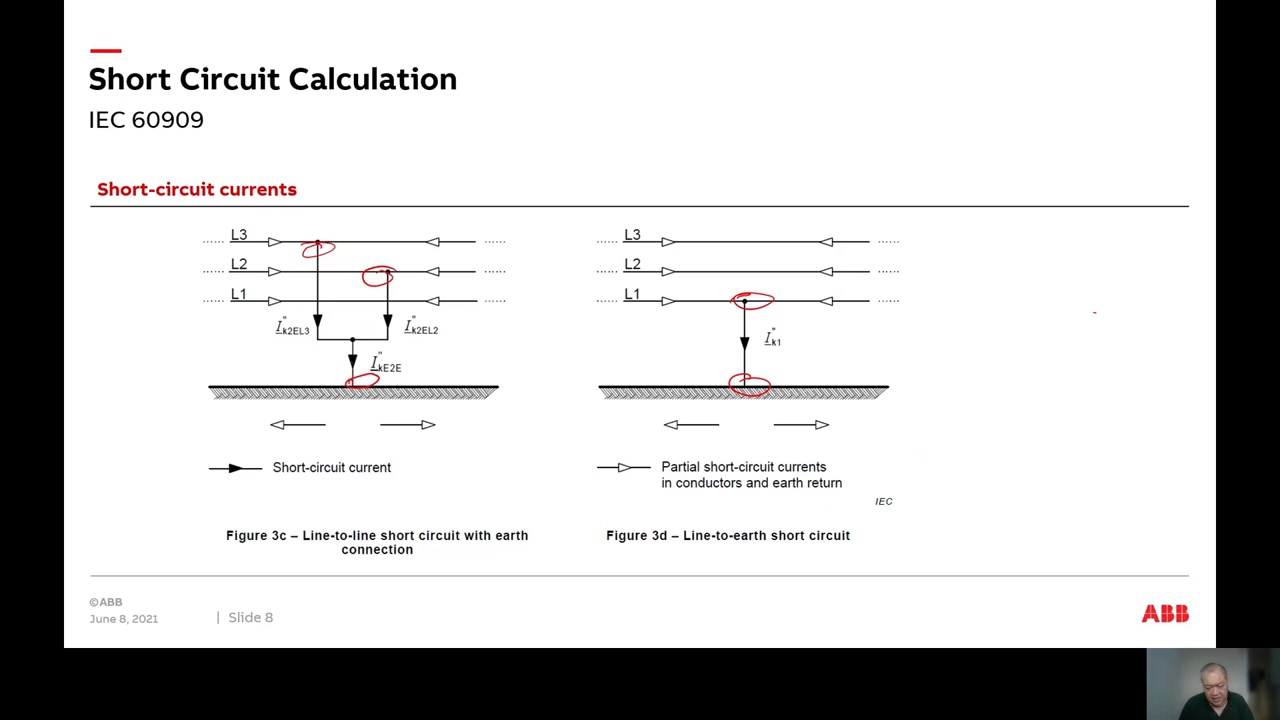 Short Circuit Calculation
IEC 60909
Short-circuit currents
L3
L2
L1
I"k2EL3
I"k2EL2
I"kE2E
Short-circuit current
Figure 3c – Line-to-line short circuit with earth
connection
L3
L2
L1
I"k1
Partial short-circuit currents
in conductors and earth return
IEC
Figure 3d – Line-to-earth short circuit
©ABB
June 8, 2021
| Slide 8
ABB